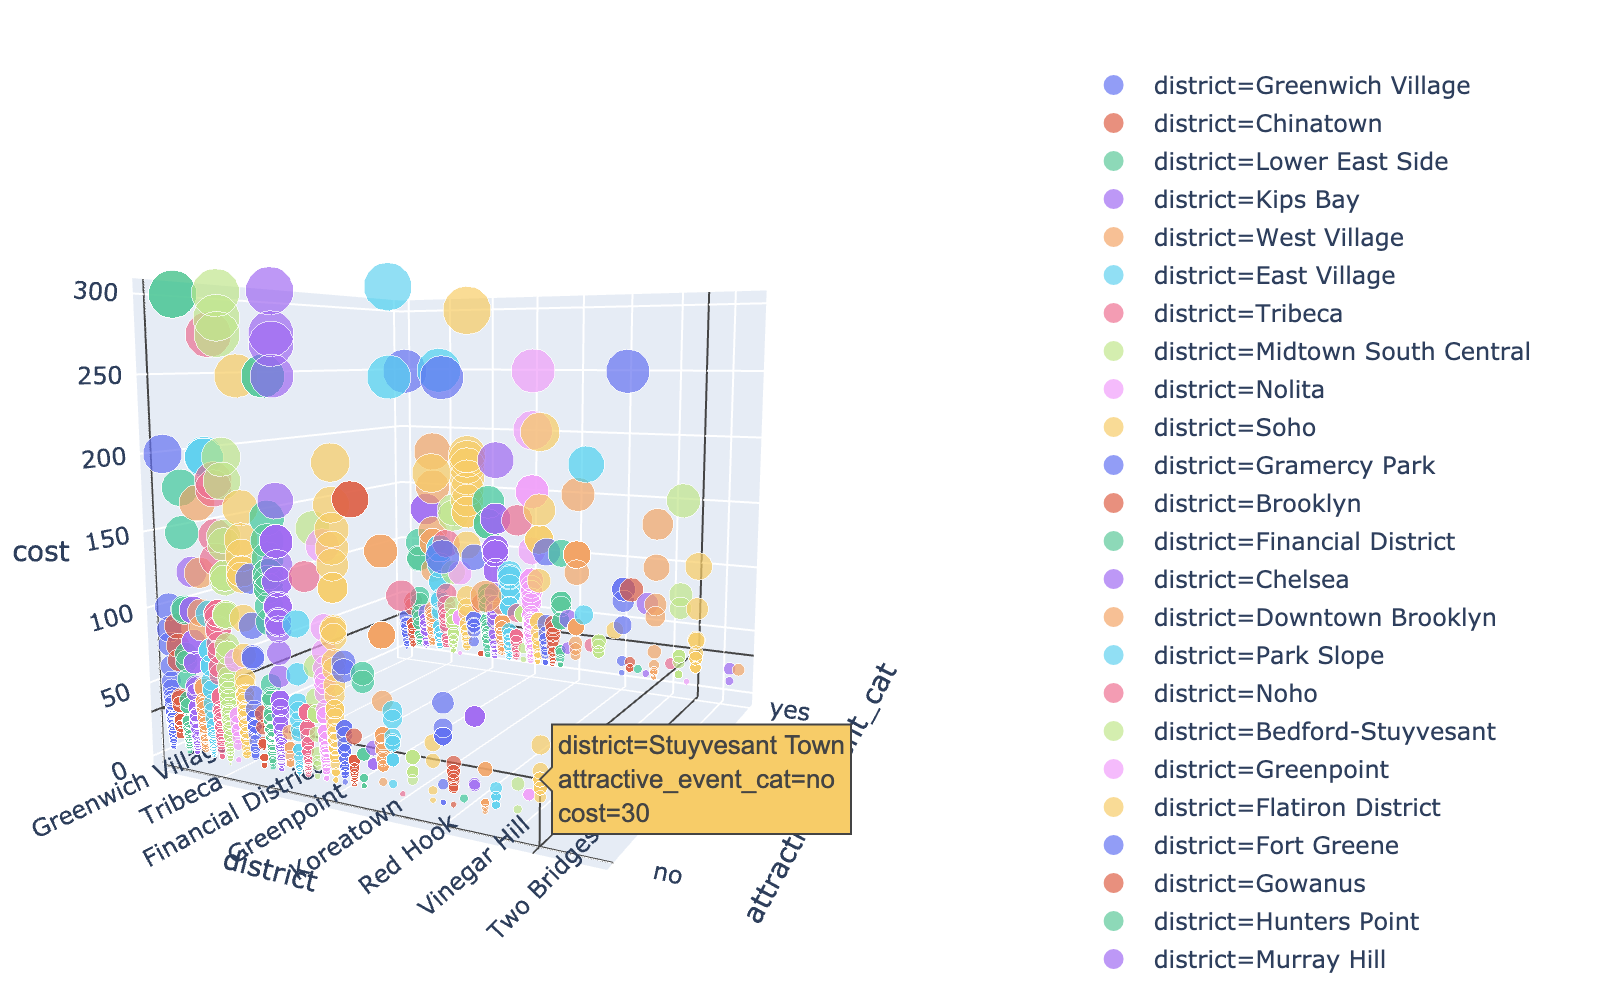 300
250
200
150
100
50
0
cost
Greenwich Villag
Tribeca
Financial Distric
Greenpoint
Koreatown
Red Hook
Vinegar Hill
Two Bridges
district
yes
no
attracti
nt_cat
district=Stuyvesant Town
attractive_event_cat=no
cost=30
district=Greenwich Village
district=Chinatown
district=Lower East Side
district=Kips Bay
district=West Village
district=East Village
district=Tribeca
district=Midtown South Central
district=Nolita
district=Soho
district=Gramercy Park
district=Brooklyn
district=Financial District
district=Chelsea
district=Downtown Brooklyn
district=Park Slope
district=Noho
district=Bedford-Stuyvesant
district=Greenpoint
district=Flatiron District
district=Fort Greene
district=Gowanus
district=Hunters Point
district=Murray Hill